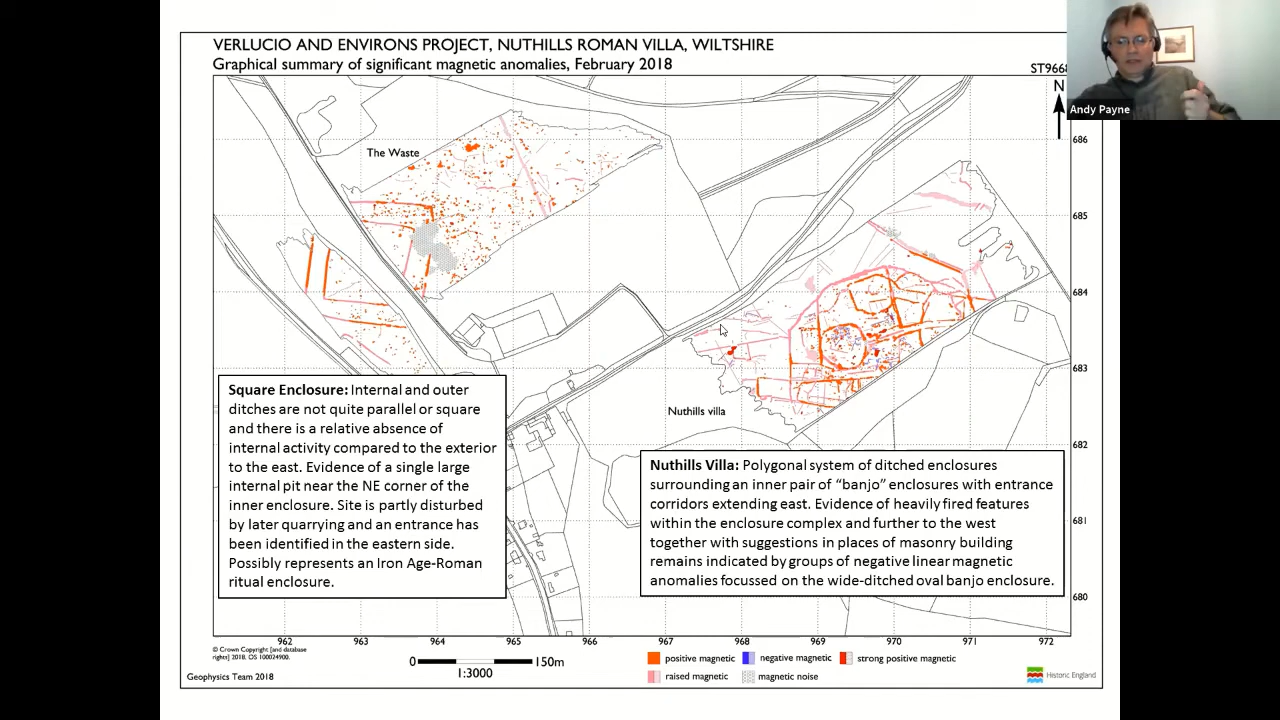 VERLUCIO AND ENVIRONS PROJECT, NUTHILLS ROMAN VILLA, WILTSHIRE
Graphical summary of significant magnetic anomalies, February 2018
ST9668
N
Andy Payne
The Waste
686
685
684
683
682
681
680
Nuthills villa
Square Enclosure: Internal and outer
ditches are not quite parallel or square
and there is a relative absence of
internal activity compared to the exterior
to the east. Evidence of a single large
internal pit near the NE corner of the
inner enclosure. Site is partly disturbed
by later quarrying and an entrance has
been identified in the eastern side.
Possibly represents an Iron Age-Roman
ritual enclosure.
Nuthills Villa: Polygonal system of ditched enclosures
surrounding an inner pair of “banjo” enclosures with entrance
corridors extending east. Evidence of heavily fired features
within the enclosure complex and further to the west
together with suggestions in places of masonry building
remains indicated by groups of negative linear magnetic
anomalies focussed on the wide-ditched oval banjo enclosure.
962 963 964 965 966 967 968 969 970 971 972
© Crown Copyright [and database
rights] 2018. OS 100024900.
Geophysics Team 2018
0 150m
1:3000
positive magnetic negative magnetic strong positive magnetic
raised magnetic magnetic noise
Historic England